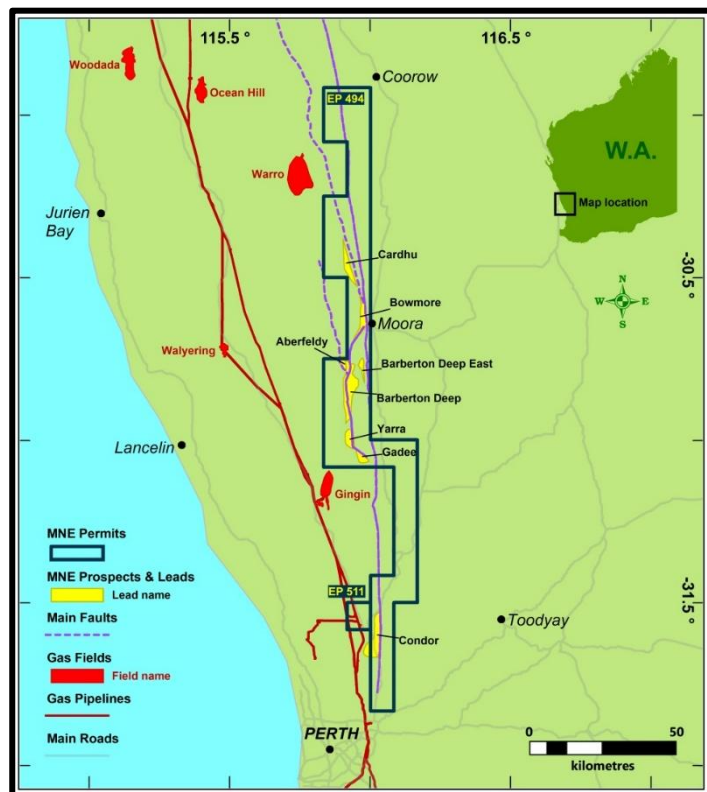 115.5 °
116.5 °
Woodada
Ocean Hill
Coorow
EP 494
W.A.
Warro
Map location
Jurien
Bay
Cardhu
-30.5 °
N
W E
S
Bowmore
Moora
Walyering
Aberfeldy
Barberton Deep East
Barberton Deep
Lancelin
Yarra
Gadee
Gingin
MNE Permits
MNE Prospects & Leads
Lead name
Main Faults
Gas Fields
Field name
Gas Pipelines
Main Roads
EP 511
-31.5 °
Condor
Toodyay
PERTH
0 50
kilometres